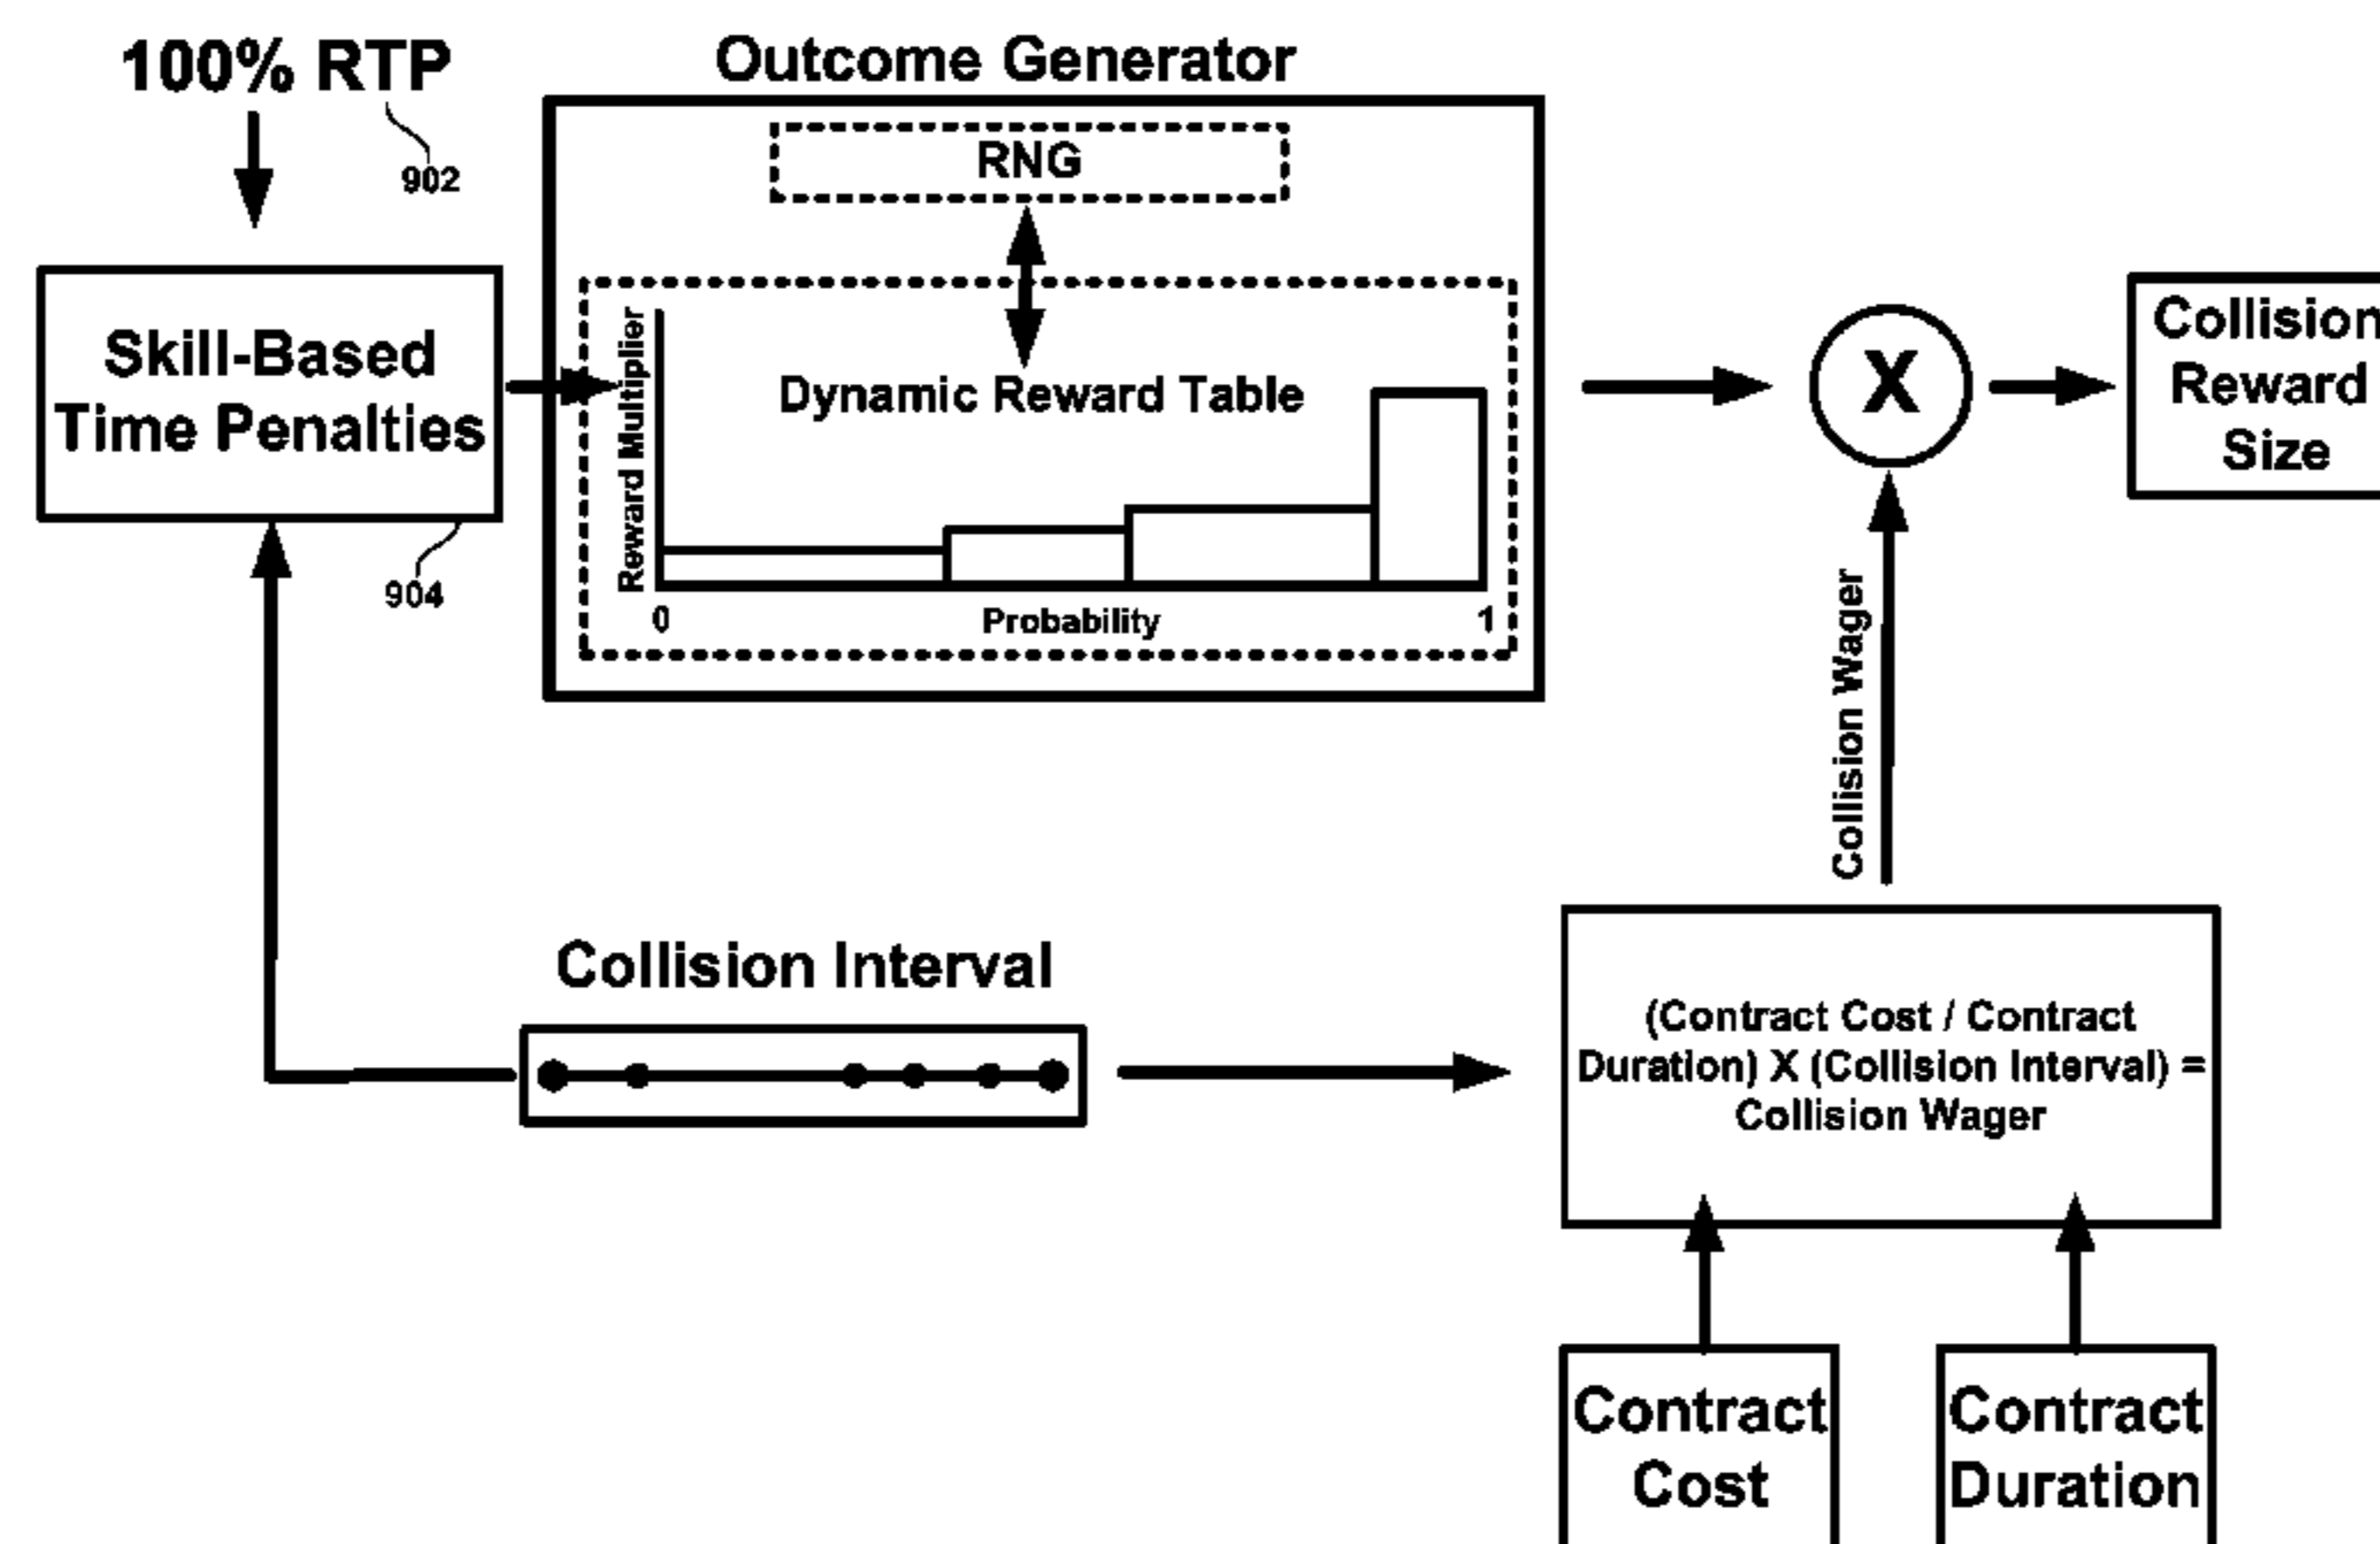 100% RTP
902
Outcome Generator
RNG
Skill-Based
Time Penalties
904
Reward Multiplier
Dynamic Reward Table
0
Probability
1
X
Collision
Reward
Size
Collision Wager
Collision Interval
(Contract Cost / Contract
Duration) X (Collision Interval) =
Collision Wager
Contract
Cost
Contract
Duration